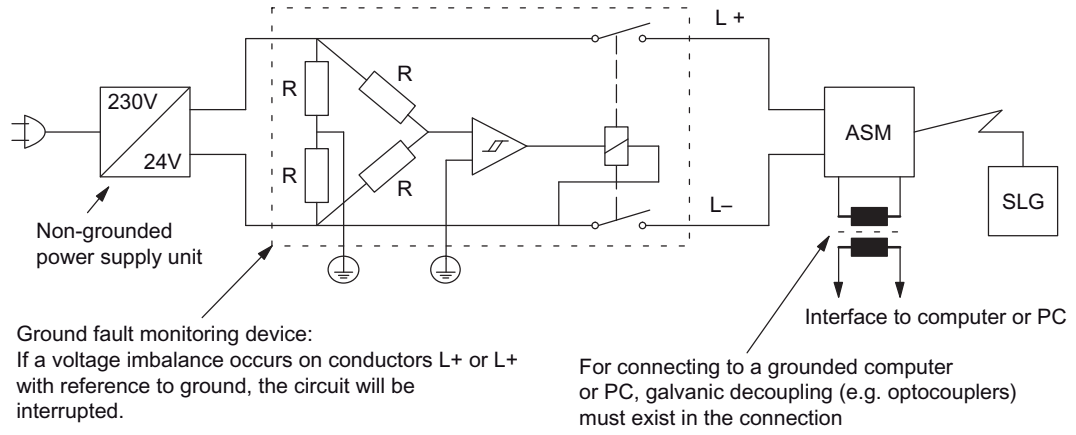 L +
R
R
230V
24V
ASM
R
R
SLG
L–
Non-grounded
power supply unit
Interface to computer or PC
Ground fault monitoring device:
If a voltage imbalance occurs on conductors L+ or L+
with reference to ground, the circuit will be
interrupted.
For connecting to a grounded computer
or PC, galvanic decoupling (e.g. optocouplers)
must exist in the connection